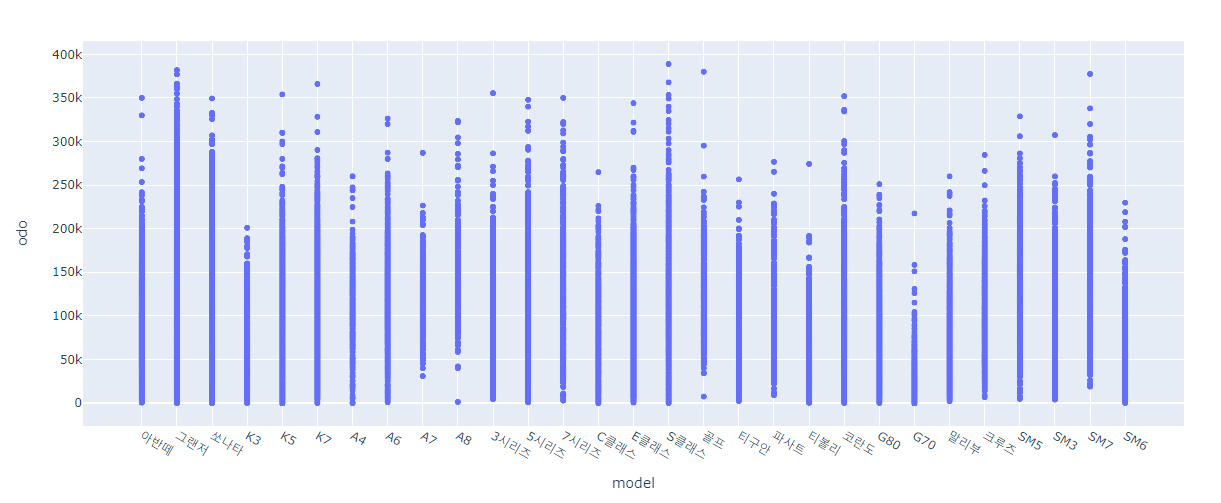 400k
350k
300k
250k
200k
150k
100k
50k
0
odo
아반떼 그랜저 쏘나타 K3 K5 K7 A4 A6 A7 A8 3시리즈 5시리즈 7시리즈 C클래스 E클래스 S클래스 골프 티구안 파사트 티볼리 코란도 G80 G70 말리부 크루즈 SM5 SM3 SM7 SM6
model